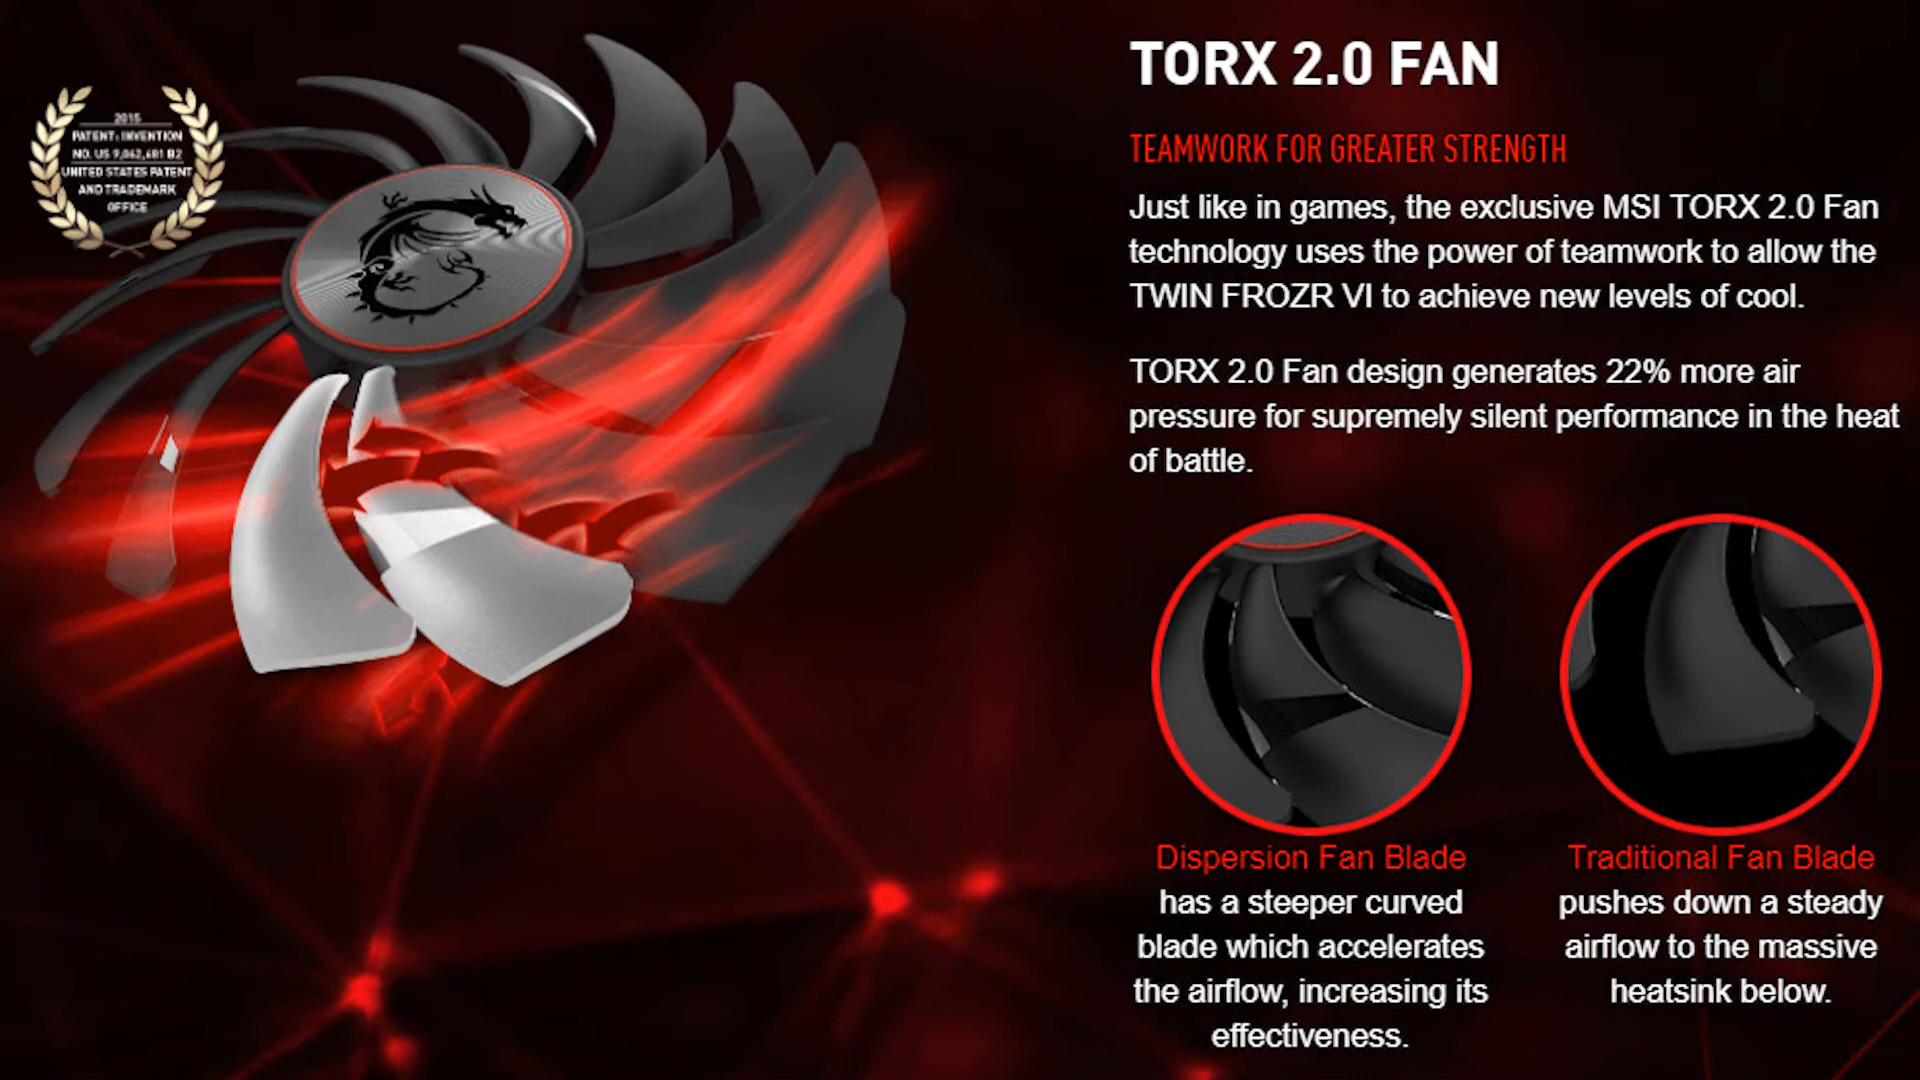 2015
PATENT: INVENTION
NO. US 9,062,681 B2
UNITED STATES PATENT
AND TRADEMARK
OFFICE
TORX 2.0 FAN
TEAMWORK FOR GREATER STRENGTH
Just like in games, the exclusive MSI TORX 2.0 Fan
technology uses the power of teamwork to allow the
TWIN FROZR VI to achieve new levels of cool.
TORX 2.0 Fan design generates 22% more air
pressure for supremely silent performance in the heat
of battle.
Dispersion Fan Blade
has a steeper curved
blade which accelerates
the airflow, increasing its
effectiveness.
Traditional Fan Blade
pushes down a steady
airflow to the massive
heatsink below.